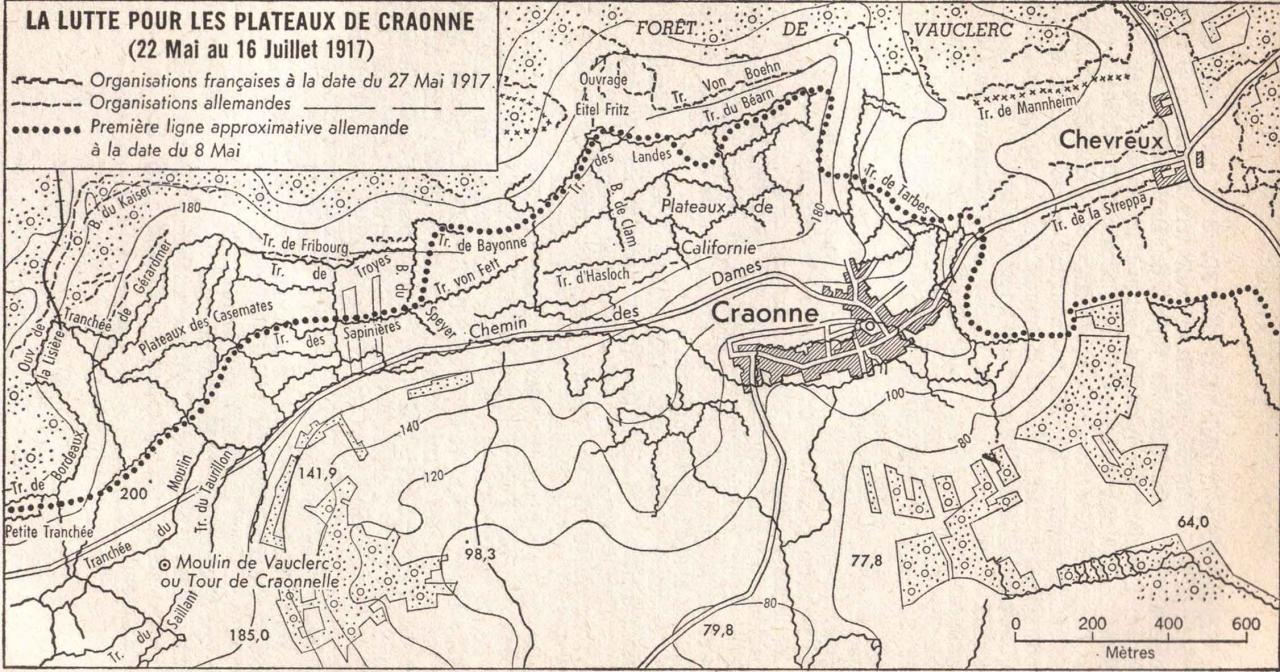 LA LUTTE POUR LES PLATEAUX DE CRAONNE
(22 Mai au 16 Juillet 1917)
Organisations françaises à la date du 27 Mai 1917
Organisations allemandes
Première ligne approximative allemande
à la date du 8 Mai
FORÊT DE VAUCLERC
Ouvrage
Eitel Fritz
Tr. Von Boehn
Tr. du Béarn
Tr. de Mannheim
Chevreux
Tr. des Landes
B. de Clam
Plateaux de
Californie
180
Tr. de Tarbes
Tr. de la Streppa
B. du Kaiser
180
Tr. de Fribourg
Tr. de Troyes
B. du
Speyer
Tr. de Bayonne
Tr. von Fett
Tr. d'Hasloch
Tranchée de Gérardmer
Plateaux des Casemates
Tr. des Sapinières
Chemin des Dames
Craonne
Ouv. de
la Lisière
Tr. de Bordeaux
200
Petite Tranchée
Tranchée du Moulin
Tr. du Taurillon
141,9
140
120
100
80
98,3
77,8
64,0
Moulin de Vauclerc
ou Tour de Craonnelle
Tr. du Saillant
185,0
79,8
80
0 200 400 600
Mètres